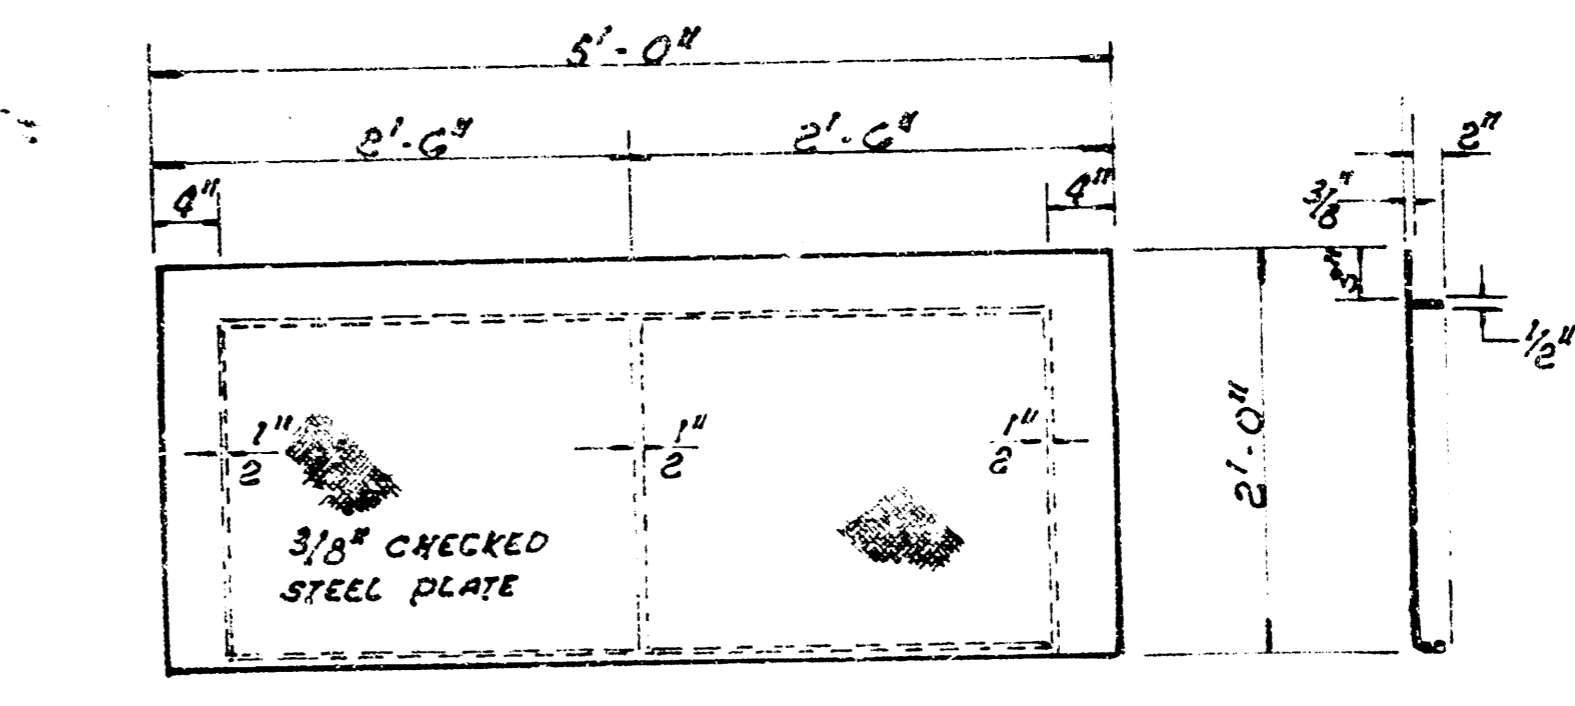 5'-0"
2'-6" 2'-6"
2"
4" 4"
3/8"
3"
1/2"
1/2" 1/2" 1/2"
2'-0"
3/8" CHECKED
STEEL PLATE